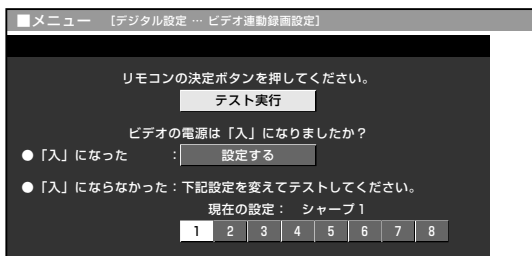 ■メニュー [デジタル設定 … ビデオ連動録画設定]
リモコンの決定ボタンを押してください。
テスト実行
ビデオの電源は「入」になりましたか？
●「入」になった : 設定する
●「入」にならなかった：下記設定を変えてテストしてください。
現在の設定： シャープ1
1 2 3 4 5 6 7 8